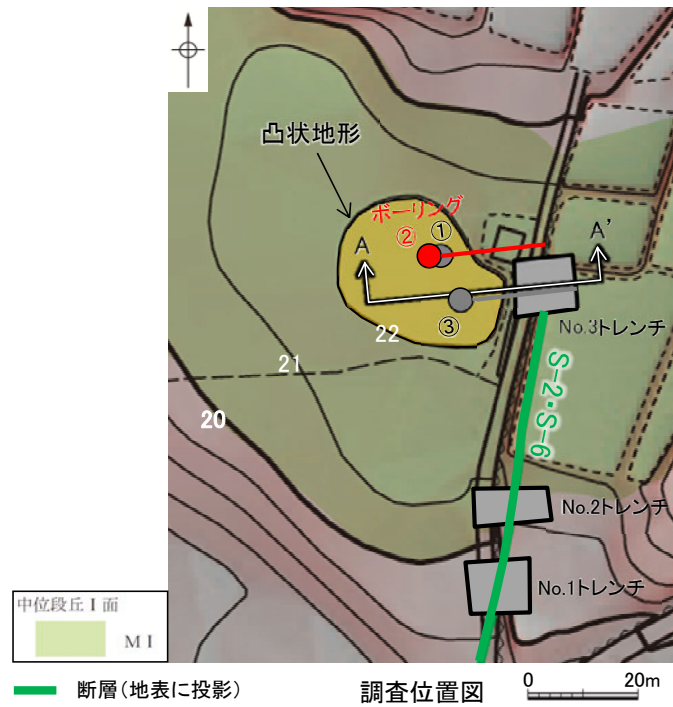 凸状地形
ボーリング
②
①
A
A'
③
22
No.3トレンチ
21
S-2・S-6
20
No.2トレンチ
No.1トレンチ
中位段丘Ⅰ面
MⅠ
断層(地表に投影)
調査位置図
0
20m